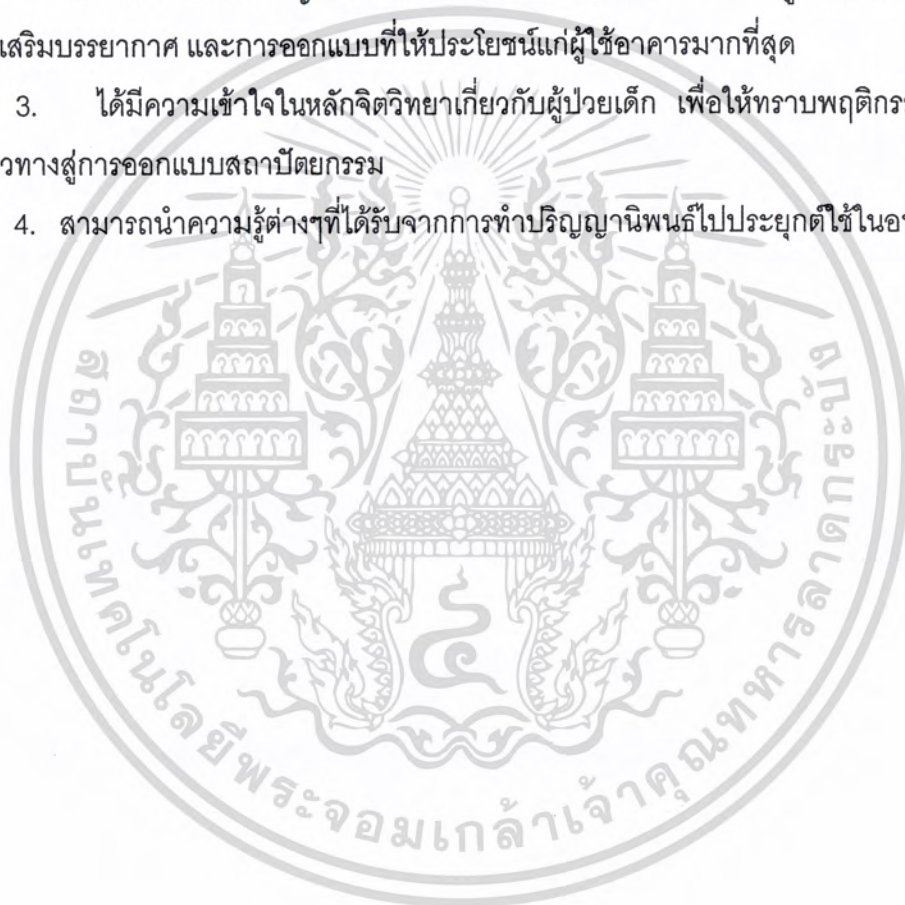 เสริมบรรยากาศ และการออกแบบที่ให้ประโยชน์แก่ผู้ใช้อาคารมากที่สุด
3. ได้มีความเข้าใจในหลักจิตวิทยาเกี่ยวกับผู้ป่วยเด็ก เพื่อให้ทราบพฤติกร
วทางสู่การออกแบบสถาปัตยกรรม
4. สามารถนำความรู้ต่างๆที่ได้รับจากการทำปริญญานิพนธ์ไปประยุกต์ใช้ในอ
สถาบันเทคโนโลยีพระจอมเกล้าเจ้าคุณทหารลาดกระบัง
๔